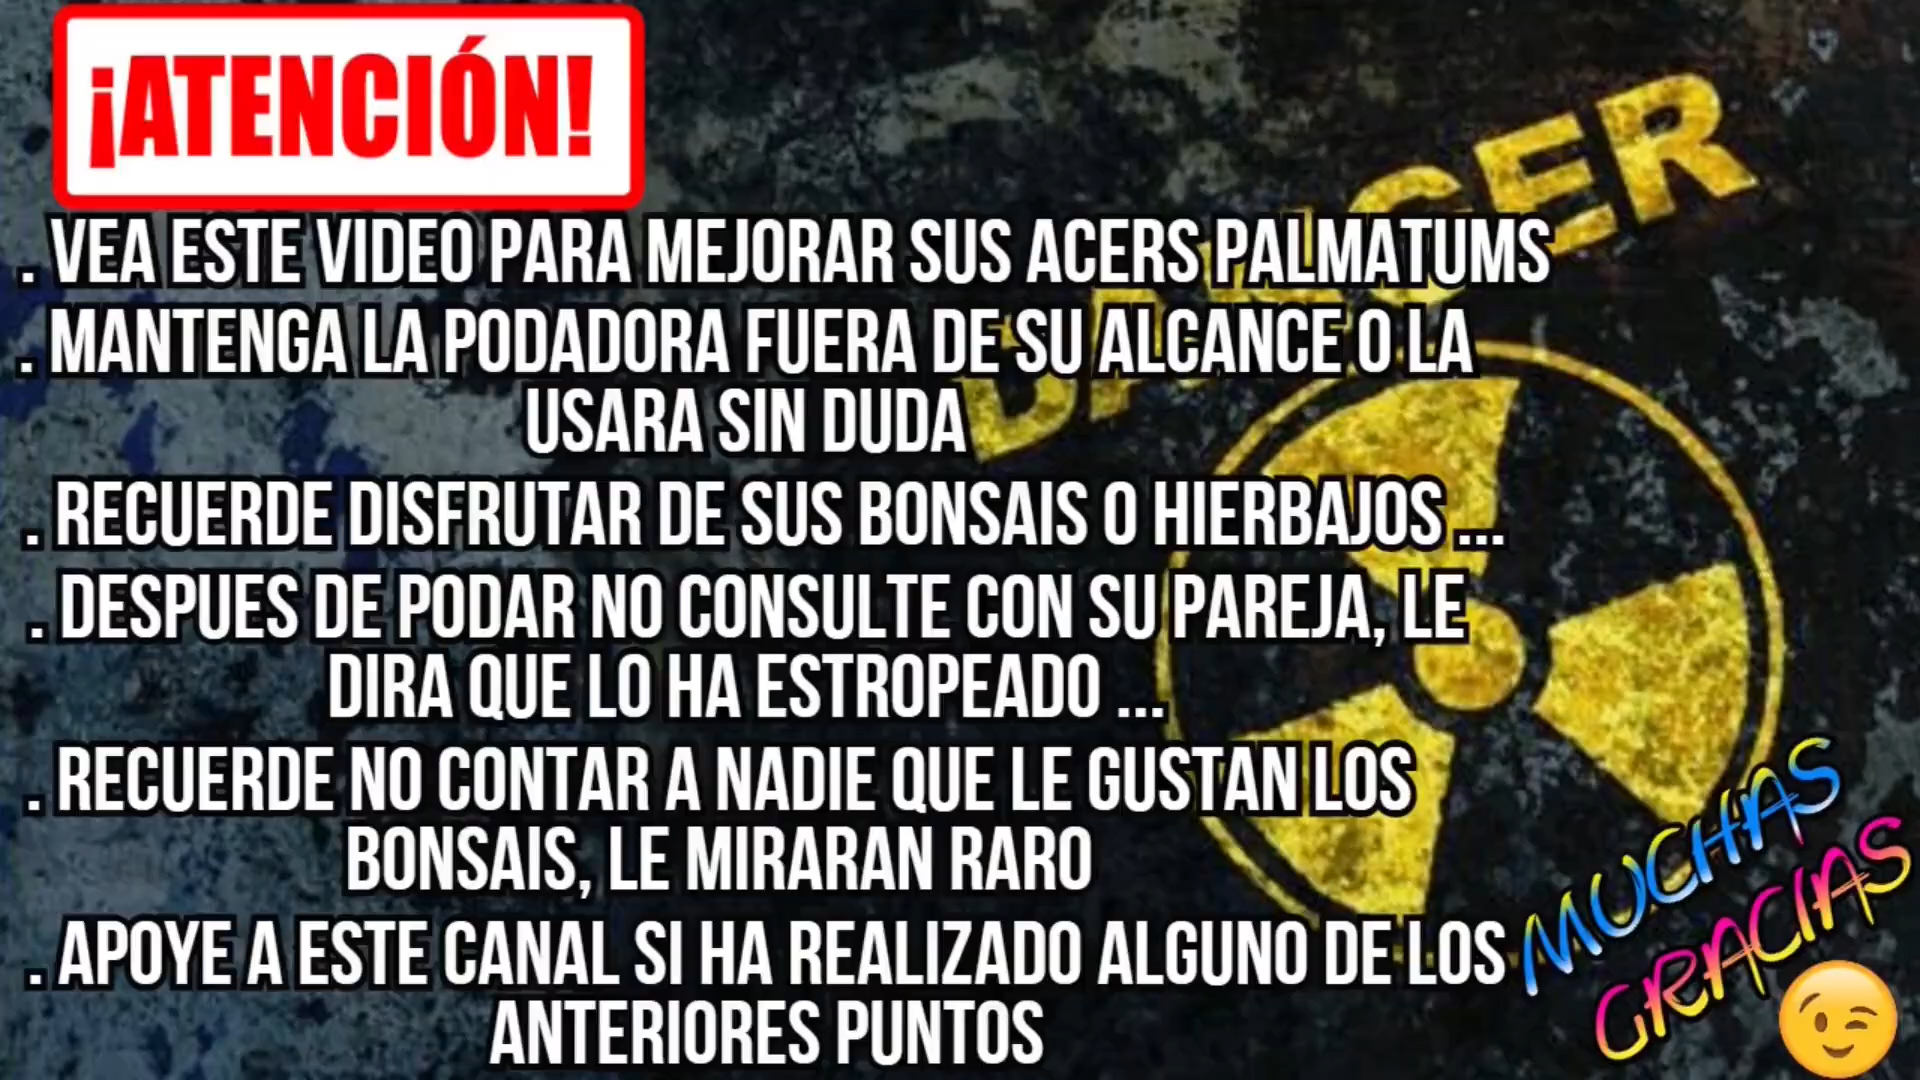 ¡ATENCIÓN!
DANGER
. VEA ESTE VIDEO PARA MEJORAR SUS ACERS PALMATUMS
. MANTENGA LA PODADORA FUERA DE SU ALCANCE O LA
USARA SIN DUDA
. RECUERDE DISFRUTAR DE SUS BONSAIS O HIERBAJOS ...
. DESPUES DE PODAR NO CONSULTE CON SU PAREJA, LE
DIRA QUE LO HA ESTROPEADO ...
. RECUERDE NO CONTAR A NADIE QUE LE GUSTAN LOS
BONSAIS, LE MIRARAN RARO
. APOYE A ESTE CANAL SI HA REALIZADO ALGUNO DE LOS
ANTERIORES PUNTOS
MUCHAS
GRACIAS